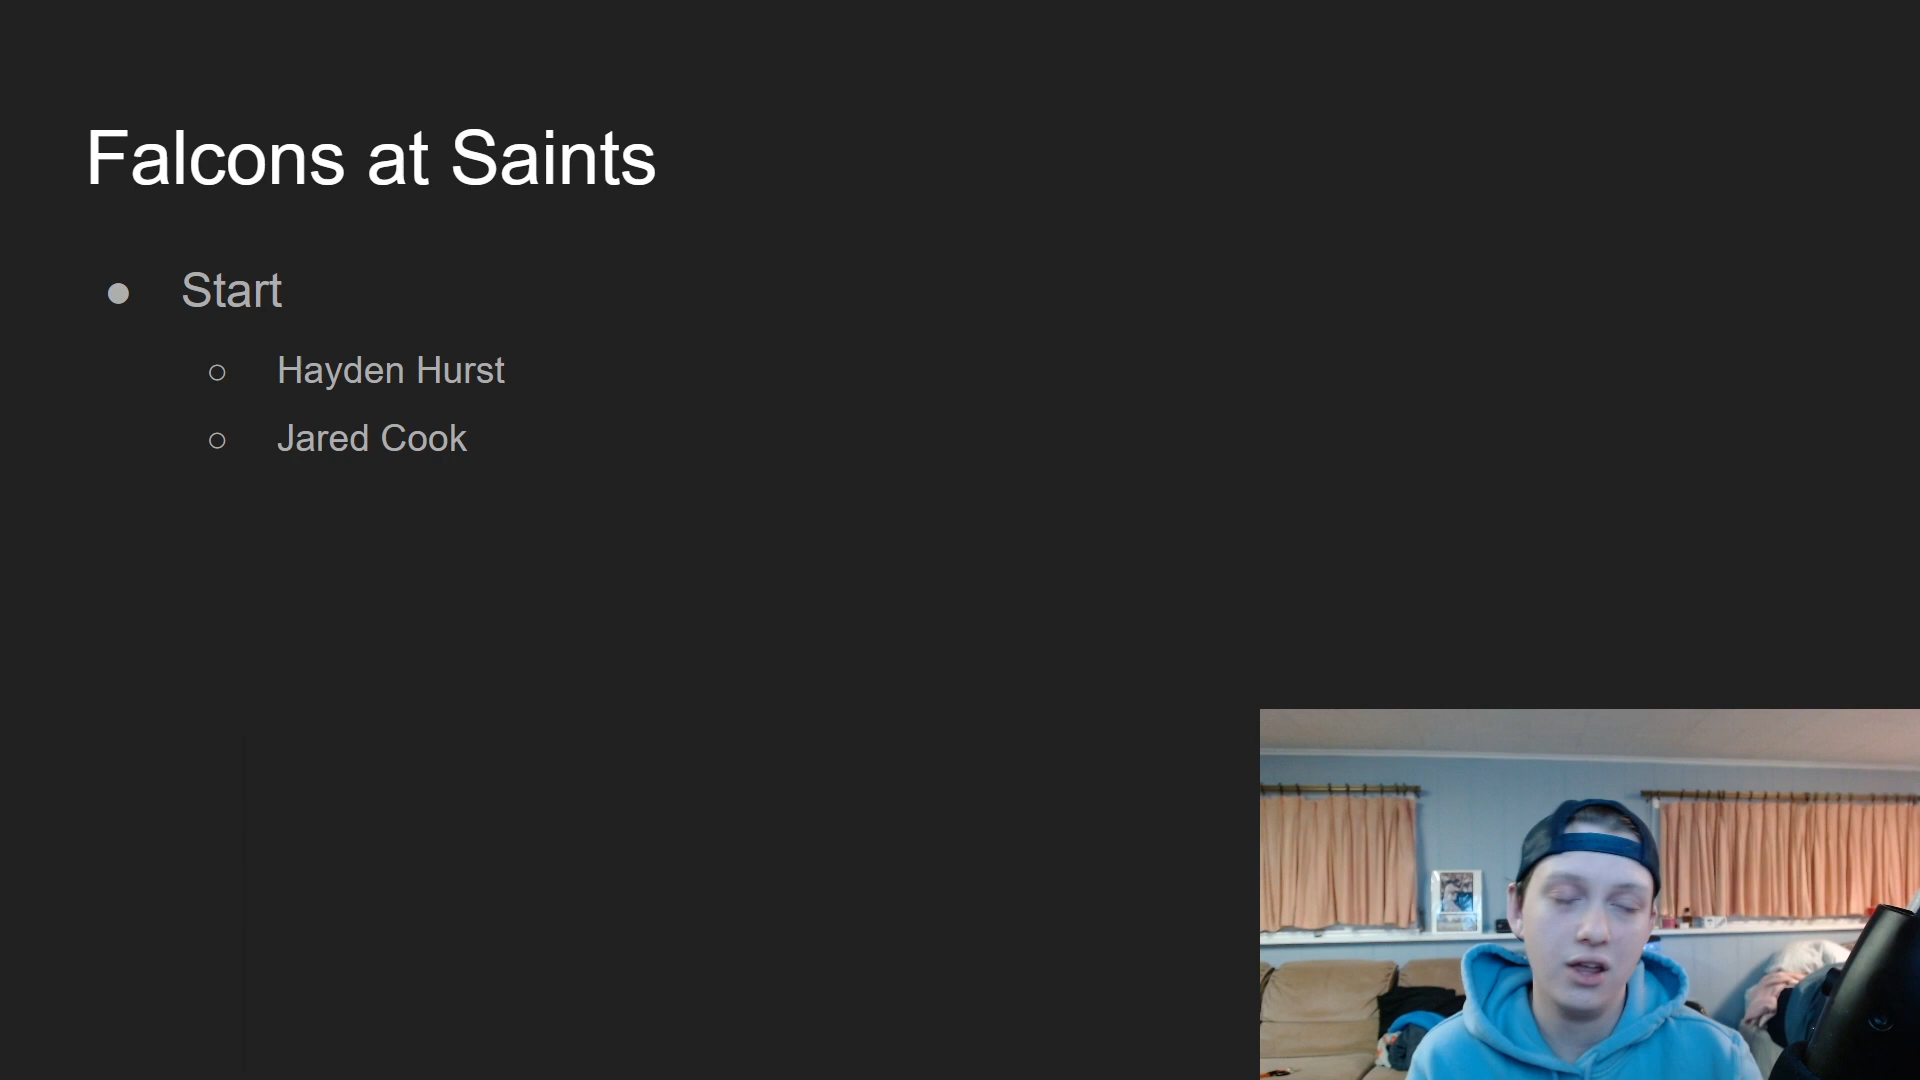 Falcons at Saints
● Start
○ Hayden Hurst
○ Jared Cook